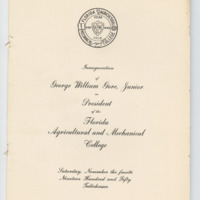 Inauguration
of
George William Gore, Junior
as
President
of the
Florida
Agricultural and Mechanical
College
Saturday, November the fourth
Nineteen Hundred and Fifty
Tallahassee